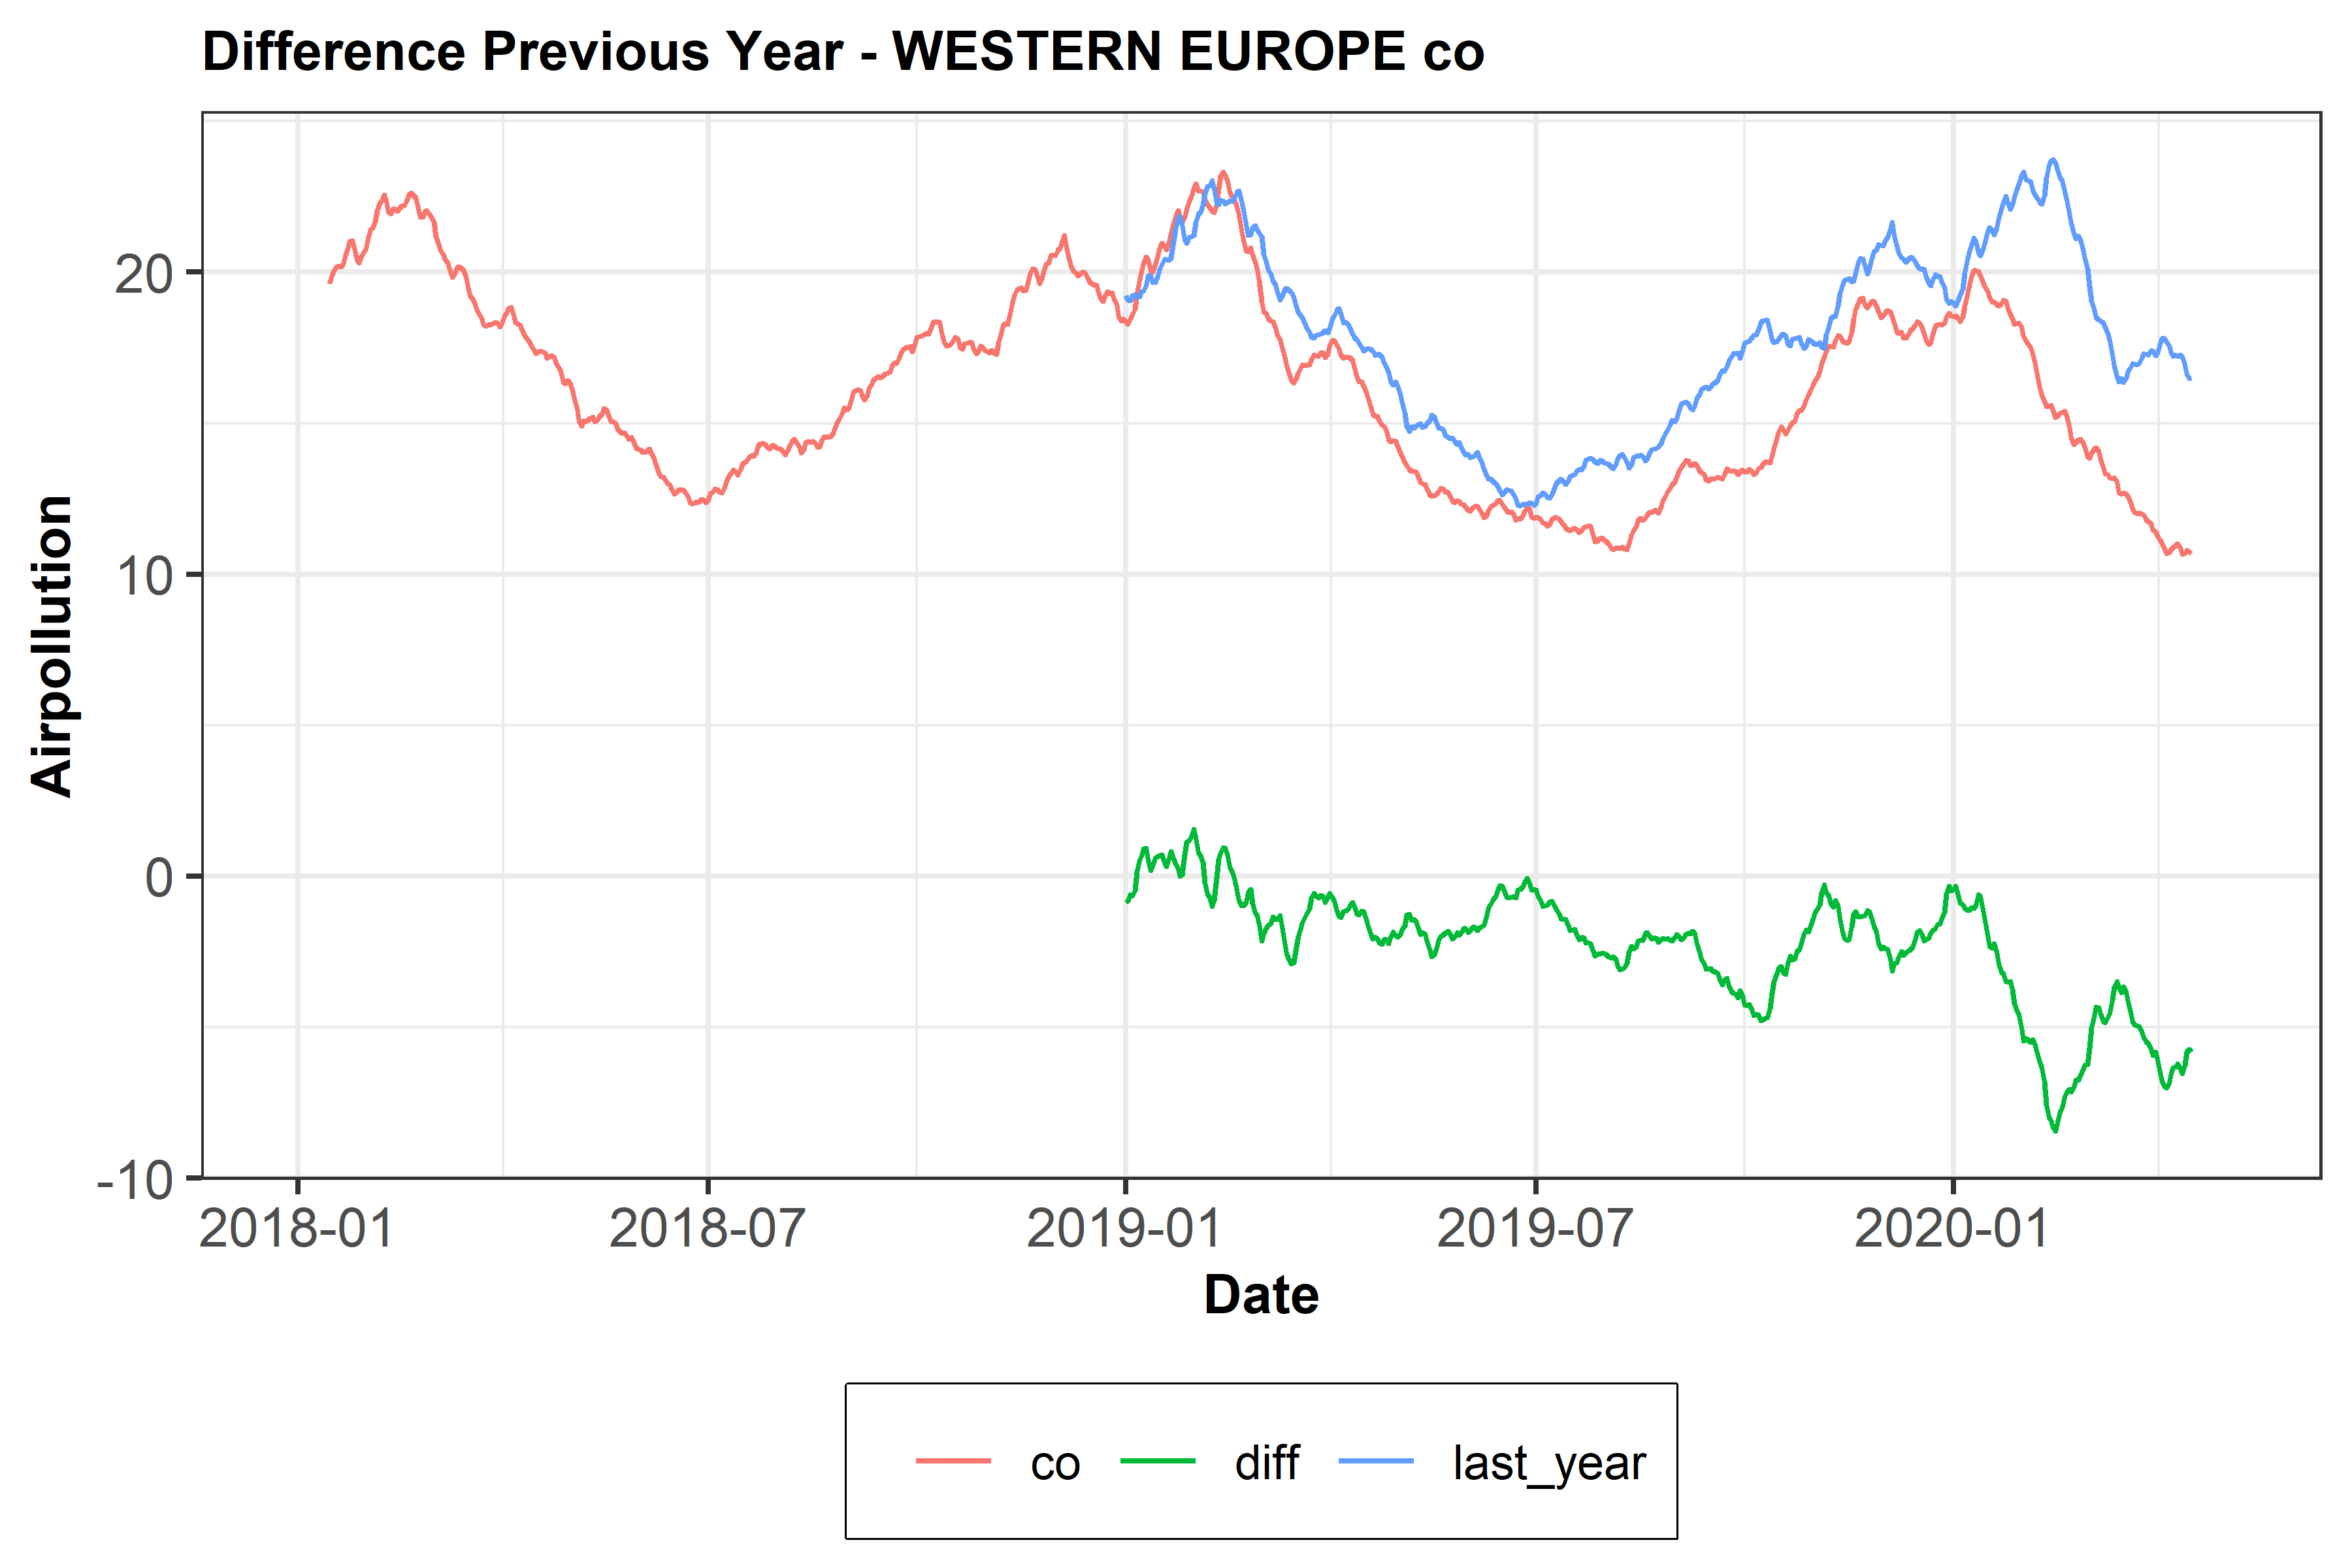 Difference Previous Year - WESTERN EUROPE co
Airpollution
20
10
0
-10
2018-01 2018-07 2019-01 2019-07 2020-01
Date
co diff last_year